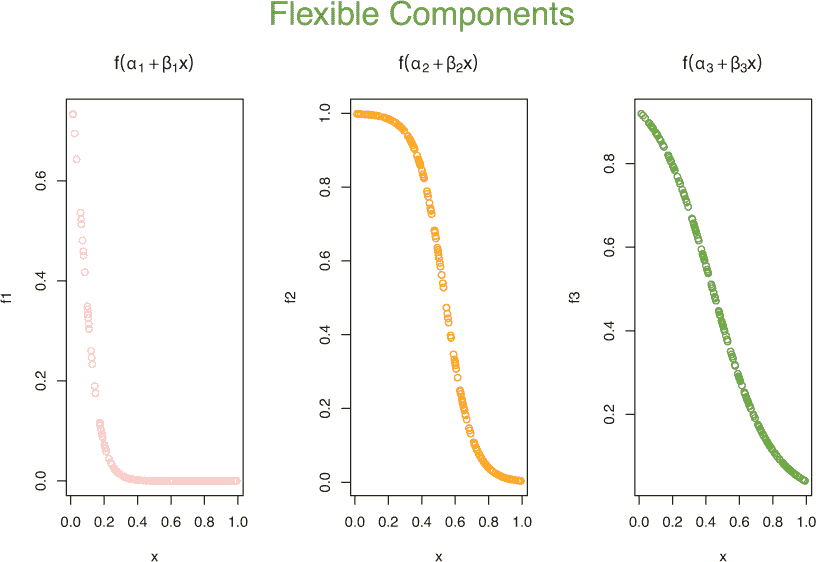 Flexible Components
f(α₁ + β₁x)
f1
0.0 0.2 0.4 0.6
0.0 0.2 0.4 0.6 0.8 1.0
x
f(α₂ + β₂x)
f2
0.0 0.2 0.4 0.6 0.8 1.0
0.0 0.2 0.4 0.6 0.8 1.0
x
f(α₃ + β₃x)
f3
0.2 0.4 0.6 0.8
0.0 0.2 0.4 0.6 0.8 1.0
x